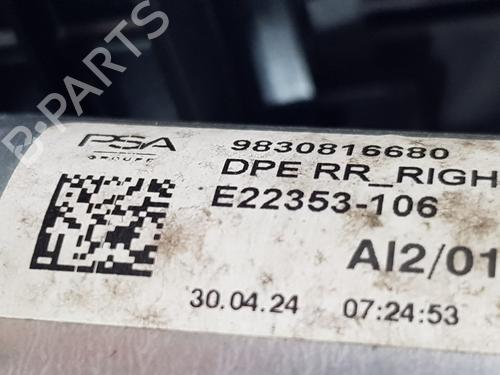 B-PARTS
PSA
GROUPE
9830816680
DPE RR_RIGH
E22353-106
AI2/01
30.04.24 07:24:53